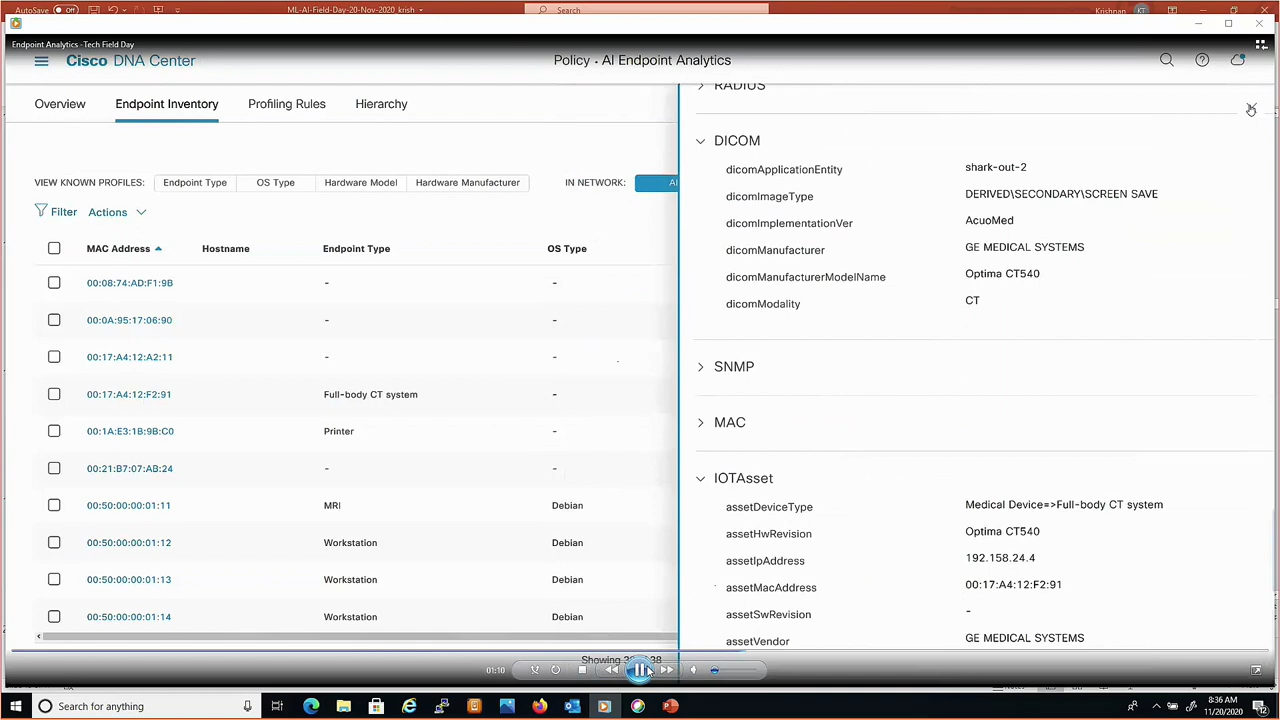 AutoSave Off ML-AI-Field-Day-20-Nov-2020_krish Search Krishnan KT
Endpoint Analytics -Tech Field Day
Cisco DNA Center Policy • AI Endpoint Analytics
Overview Endpoint Inventory Profiling Rules Hierarchy
VIEW KNOWN PROFILES: Endpoint Type OS Type Hardware Model Hardware Manufacturer IN NETWORK:
Filter Actions
MAC Address Hostname Endpoint Type OS Type
00:08:74:AD:F1:9B - -
00:0A:95:17:06:90 - -
00:17:A4:12:A2:11 - -
00:17:A4:12:F2:91 Full-body CT system -
00:1A:E3:1B:9B:C0 Printer -
00:21:B7:07:AB:24 - -
00:50:00:00:01:11 MRI Debian
00:50:00:00:01:12 Workstation Debian
00:50:00:00:01:13 Workstation Debian
00:50:00:00:01:14 Workstation Debian
RADIUS
DICOM
dicomApplicationEntity shark-out-2
dicomImageType DERIVED\SECONDARY\SCREEN SAVE
dicomImplementationVer AcuoMed
dicomManufacturer GE MEDICAL SYSTEMS
dicomManufacturerModelName Optima CT540
dicomModality CT
SNMP
MAC
IOTAsset
assetDeviceType Medical Device=>Full-body CT system
assetHwRevision Optima CT540
assetIpAddress 192.158.24.4
assetMacAddress 00:17:A4:12:F2:91
assetSwRevision -
assetVendor GE MEDICAL SYSTEMS
Showing 38
01:10
Search for anything
8:36 AM
11/20/2020